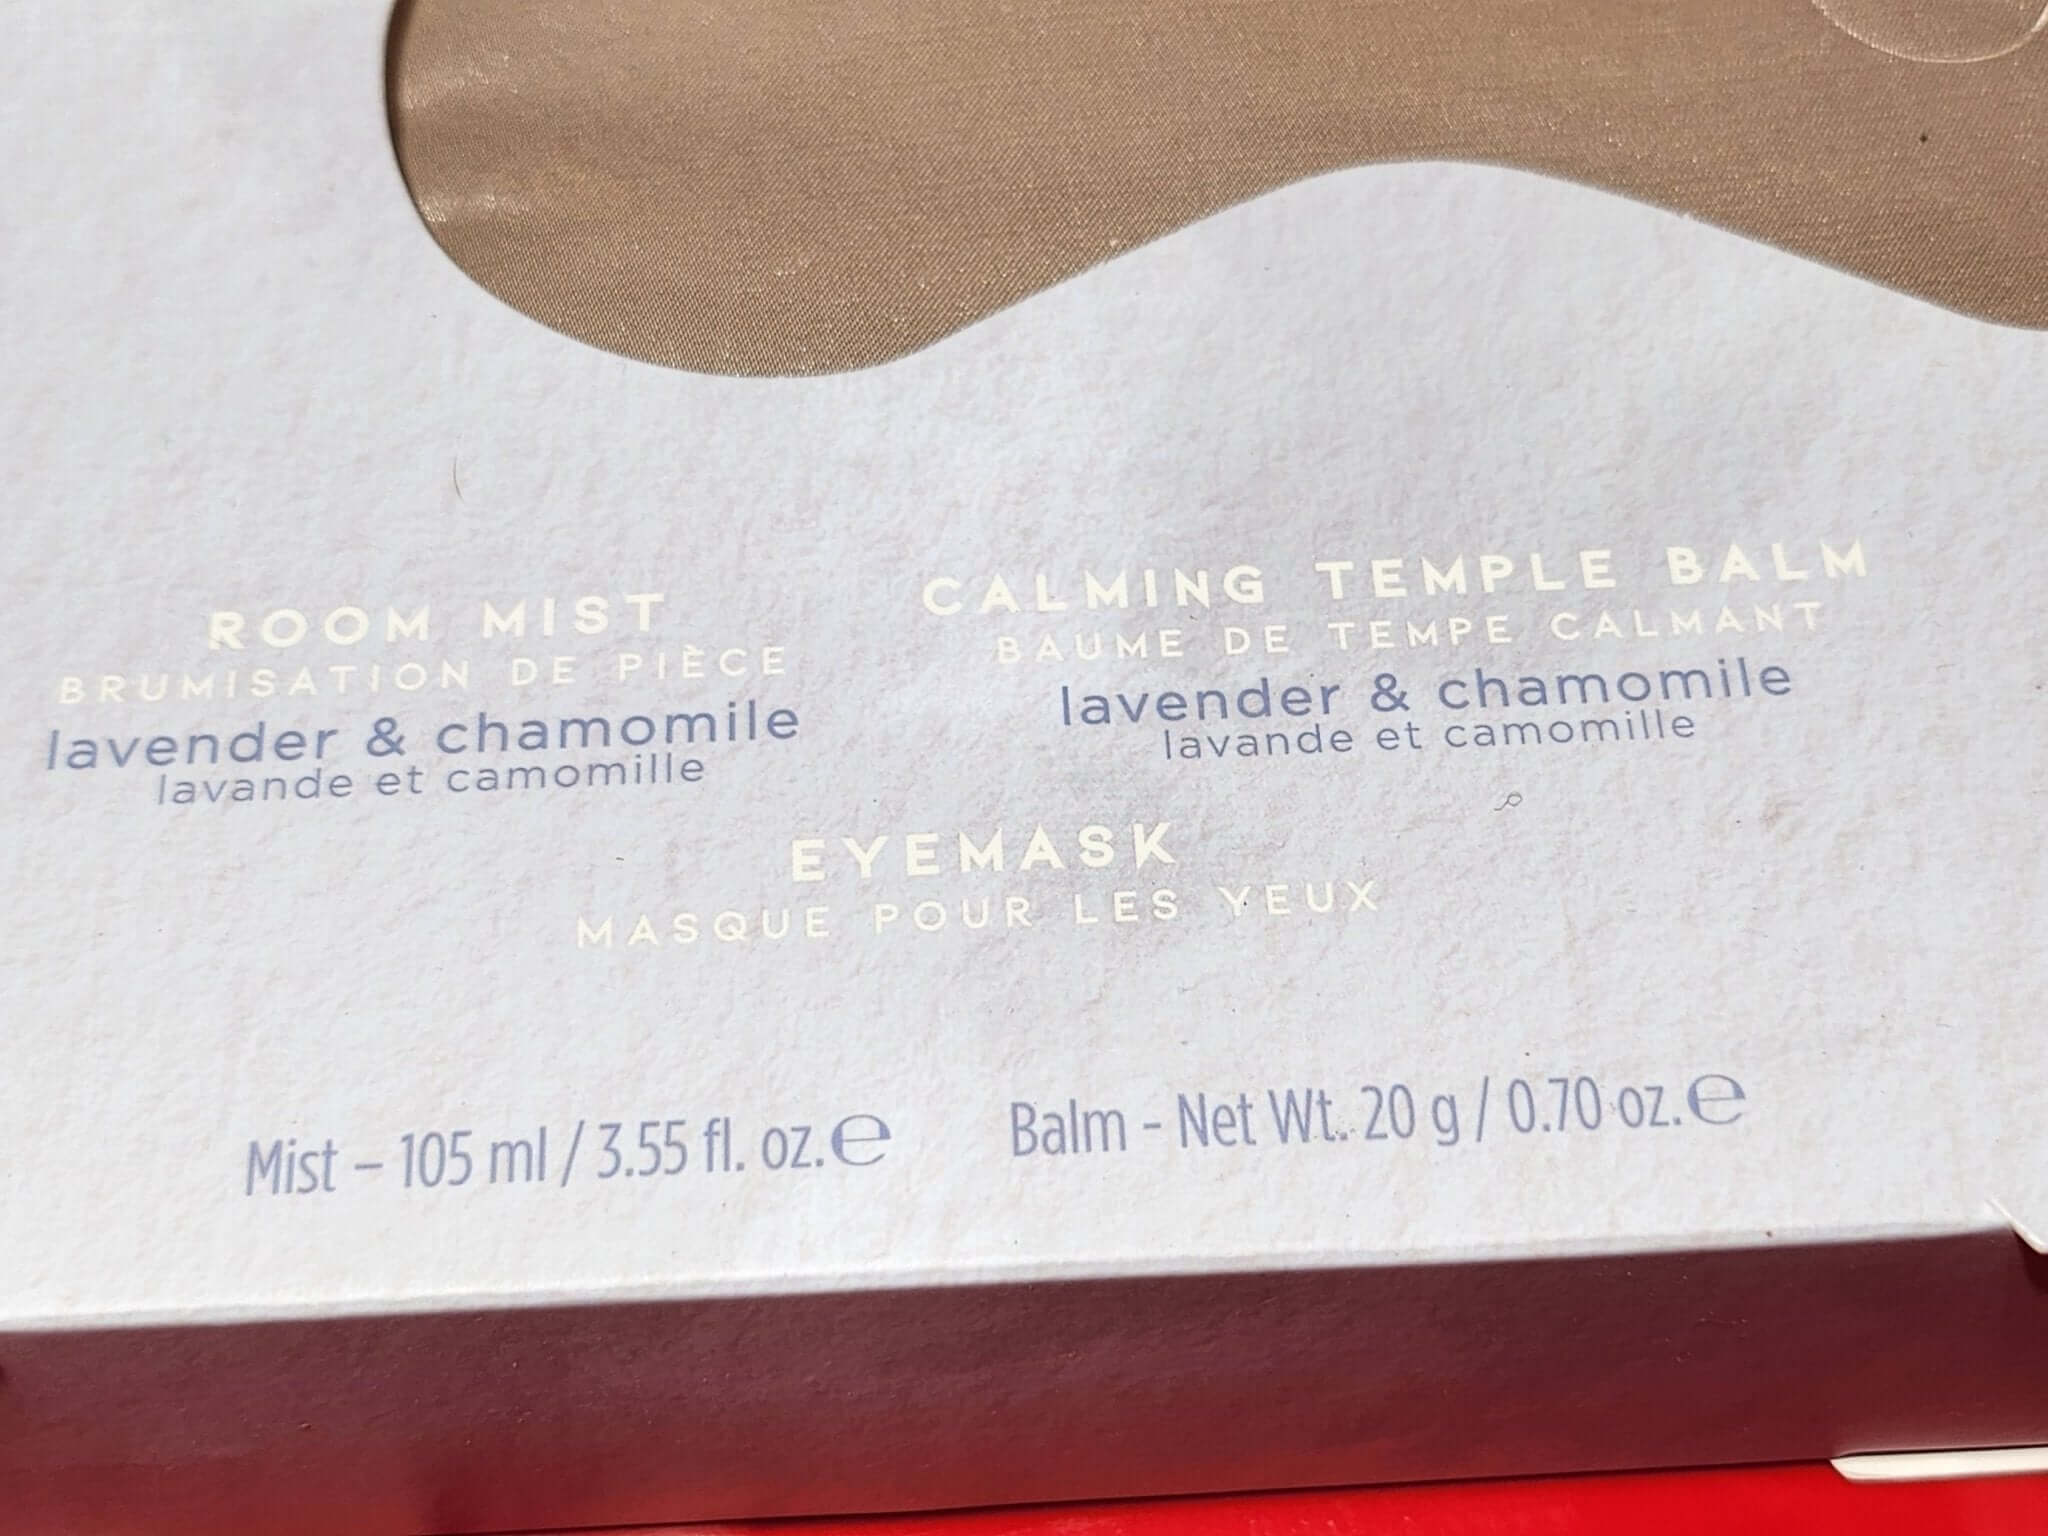 ROOM MIST
BRUMISATION DE PIÈCE
lavender & chamomile
lavande et camomille
CALMING TEMPLE BALM
BAUME DE TEMPE CALMANT
lavender & chamomile
lavande et camomille
EYEMASK
MASQUE POUR LES YEUX
Mist – 105 ml / 3.55 fl. oz. ℮
Balm - Net Wt. 20 g / 0.70 oz. ℮